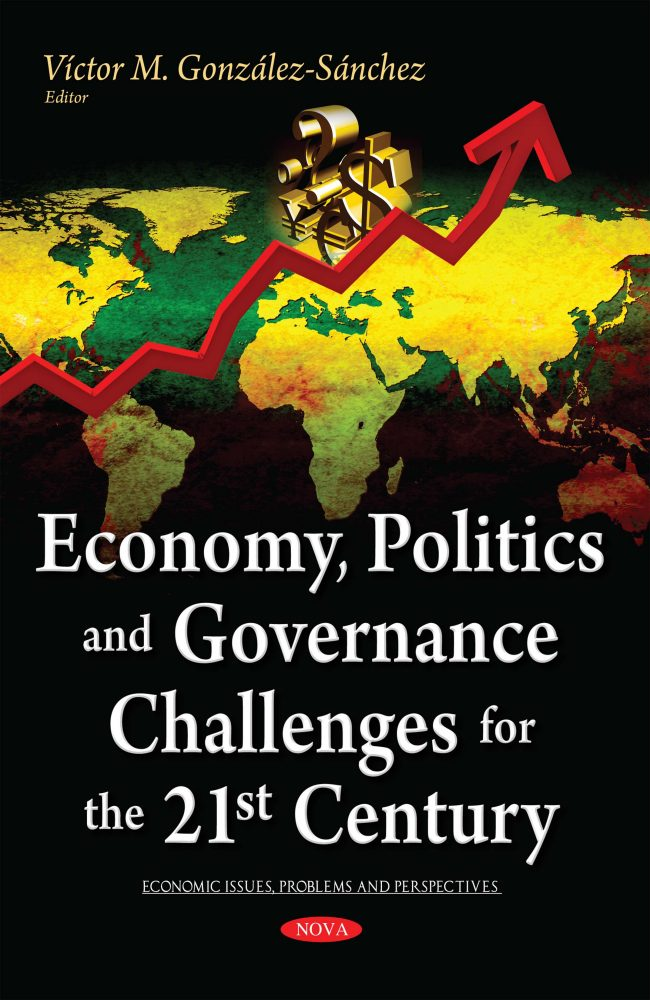 Víctor M. González-Sánchez
Editor
Economy, Politics
and Governance
Challenges for
the 21st Century
ECONOMIC ISSUES, PROBLEMS AND PERSPECTIVES
NOVA